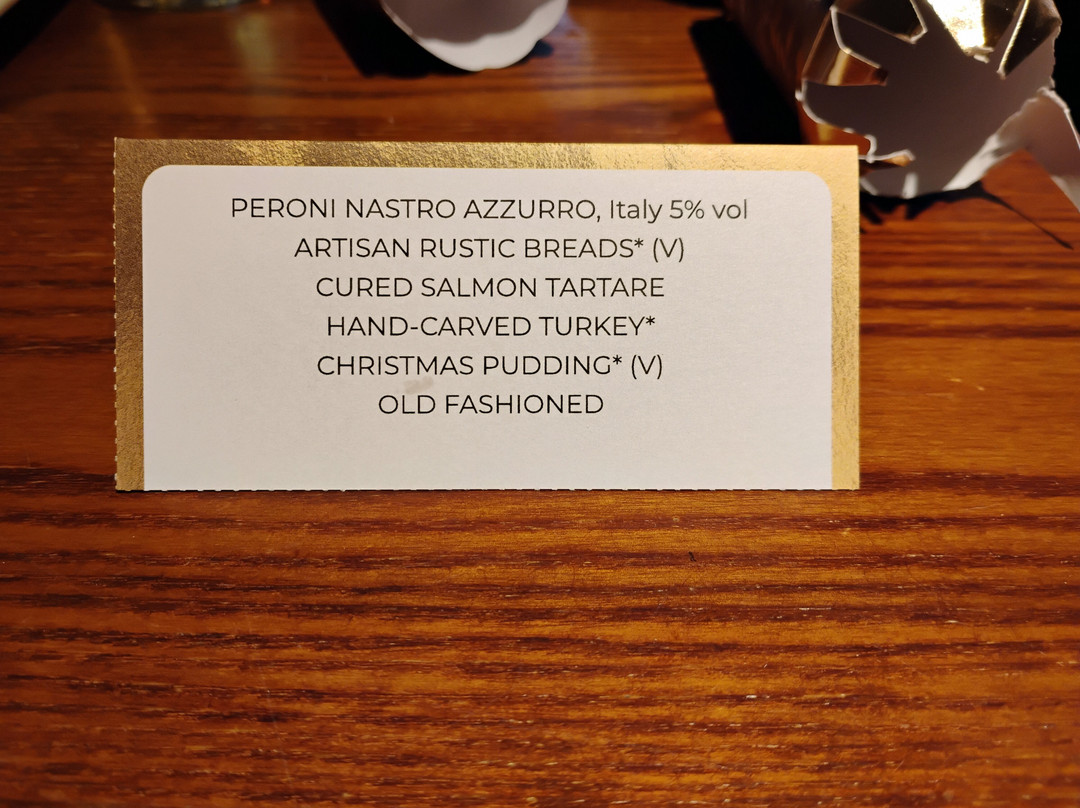 PERONI NASTRO AZZURRO, Italy 5% vol
ARTISAN RUSTIC BREADS* (V)
CURED SALMON TARTARE
HAND-CARVED TURKEY*
CHRISTMAS PUDDING* (V)
OLD FASHIONED